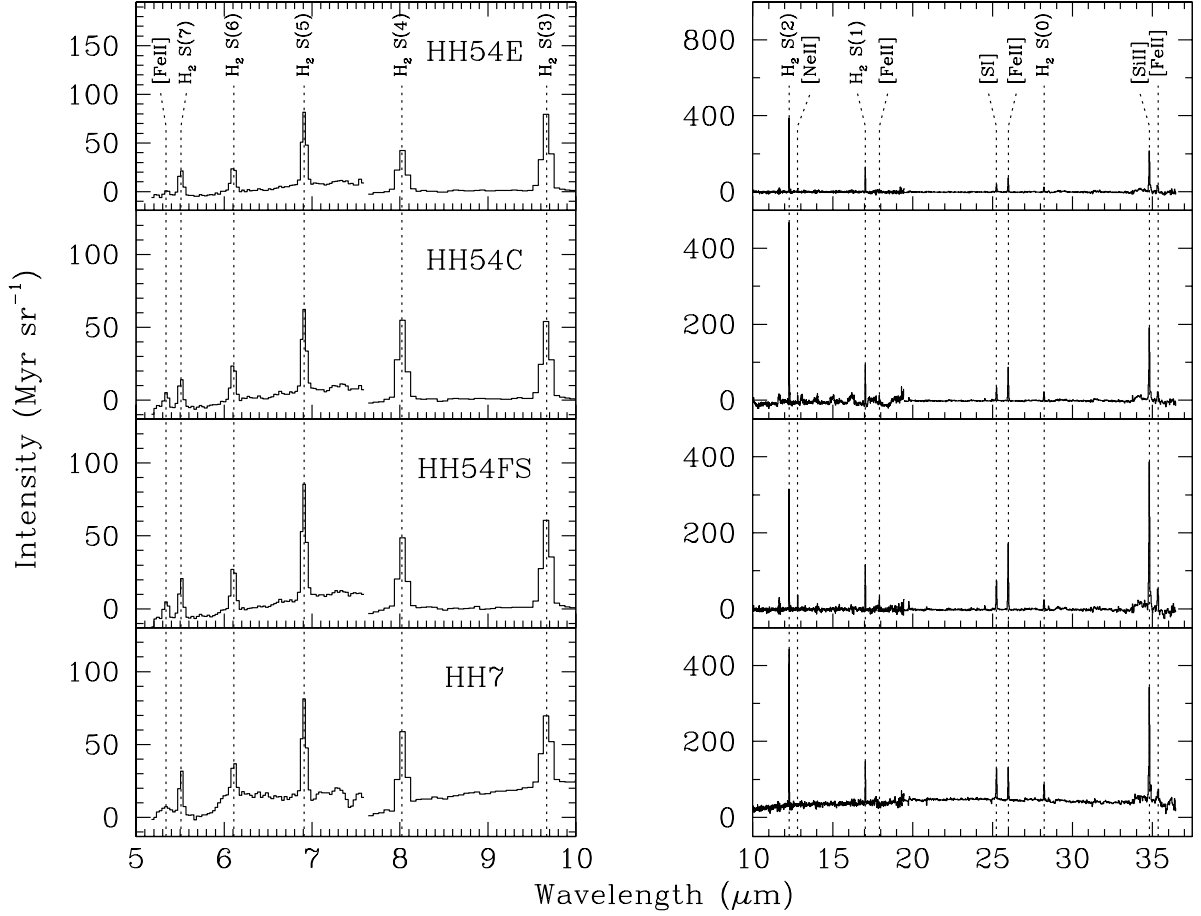 [FeII]
H2 S(7)
H2 S(6)
H2 S(5)
H2 S(4)
H2 S(3)
HH54E
150
100
50
0
H2 S(2)
[NeII]
H2 S(1)
[FeII]
[SI]
[FeII]
H2 S(0)
[SiII]
[FeII]
800
400
0
HH54C
100
50
0
400
200
0
HH54FS
100
50
0
400
200
0
HH7
100
50
0
400
200
0
5 6 7 8 9 10
10 15 20 25 30 35
Intensity (Myr sr−1)
Wavelength (μm)